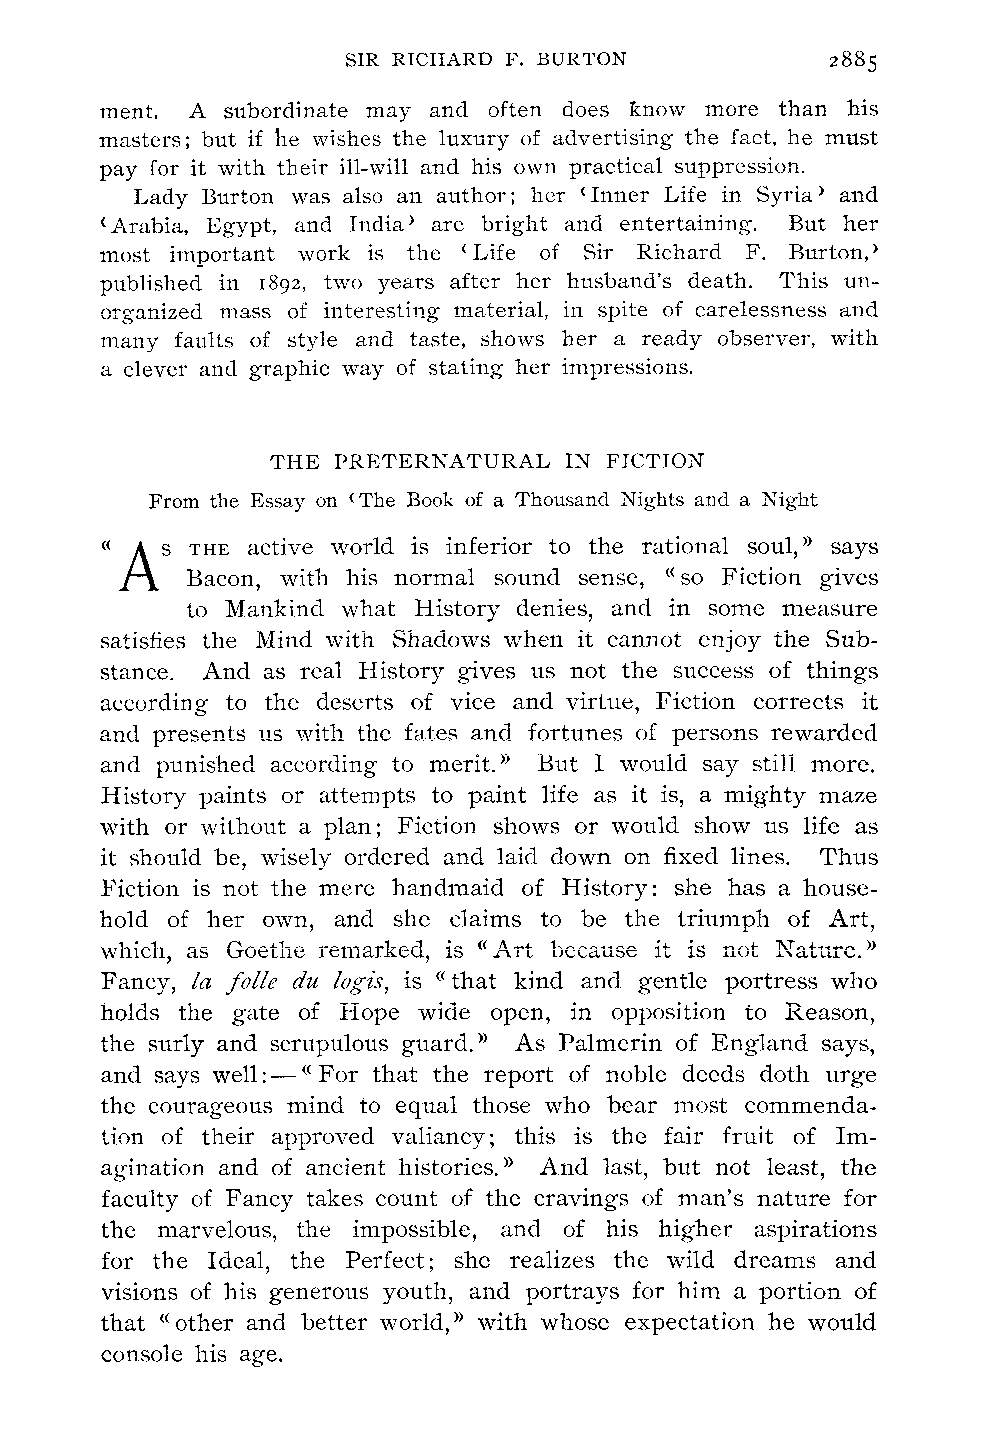 SIR RICHARD F. BURTON 2885
ment. A subordinate may and often does know more than his
masters; but if he wishes the luxury of advertising the fact, he must
pay for it with their ill-will and his own practical suppression.
Lady Burton was also an author; her ‘Inner Life in Syria’ and
‘Arabia, Egypt, and India’ are bright and entertaining. But her
most important work is the ‘Life of Sir Richard F. Burton,’
published in 1892, two years after her husband's death. This un-
organized mass of interesting material, in spite of carelessness and
many faults of style and taste, shows her a ready observer, with
a clever and graphic way of stating her impressions.
THE PRETERNATURAL IN FICTION
From the Essay on ‘The Book of a Thousand Nights and a Night
“AS THE active world is inferior to the rational soul,” says
Bacon, with his normal sound sense, “so Fiction gives
to Mankind what History denies, and in some measure
satisfies the Mind with Shadows when it cannot enjoy the Sub-
stance. And as real History gives us not the success of things
according to the deserts of vice and virtue, Fiction corrects it
and presents us with the fates and fortunes of persons rewarded
and punished according to merit.” But I would say still more.
History paints or attempts to paint life as it is, a mighty maze
with or without a plan; Fiction shows or would show us life as
it should be, wisely ordered and laid down on fixed lines. Thus
Fiction is not the mere handmaid of History: she has a house-
hold of her own, and she claims to be the triumph of Art,
which, as Goethe remarked, is “Art because it is not Nature.”
Fancy, la folle du logis, is “that kind and gentle portress who
holds the gate of Hope wide open, in opposition to Reason,
the surly and scrupulous guard.” As Palmerin of England says,
and says well:—“For that the report of noble deeds doth urge
the courageous mind to equal those who bear most commenda-
tion of their approved valiancy; this is the fair fruit of Im-
agination and of ancient histories.” And last, but not least, the
faculty of Fancy takes count of the cravings of man's nature for
the marvelous, the impossible, and of his higher aspirations
for the Ideal, the Perfect; she realizes the wild dreams and
visions of his generous youth, and portrays for him a portion of
that “other and better world,” with whose expectation he would
console his age.